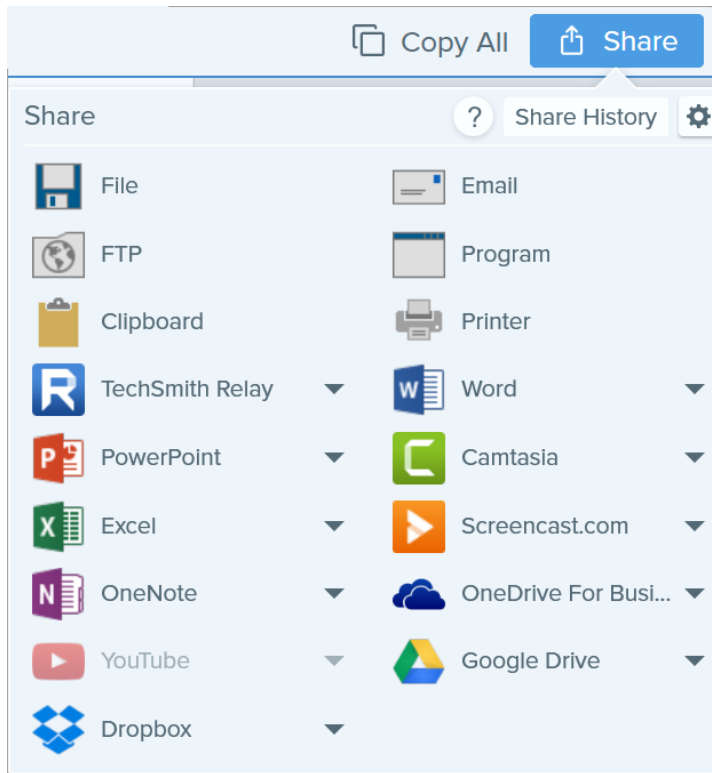 Copy All Share
Share ? Share History
File Email
FTP Program
Clipboard Printer
TechSmith Relay Word
PowerPoint Camtasia
Excel Screencast.com
OneNote OneDrive For Busi...
YouTube Google Drive
Dropbox